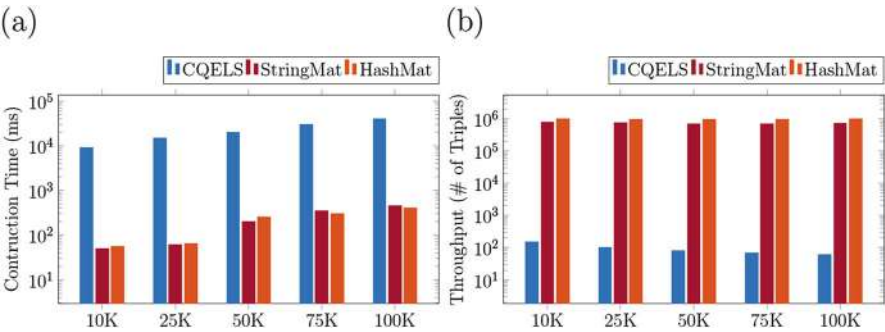 (a)
(b)
CQELS StringMat HashMat
CQELS StringMat HashMat
Contruction Time (ms)
10^5
10^4
10^3
10^2
10^1
10K 25K 50K 75K 100K
Throughput (# of Triples)
10^6
10^5
10^4
10^3
10^2
10^1
10K 25K 50K 75K 100K